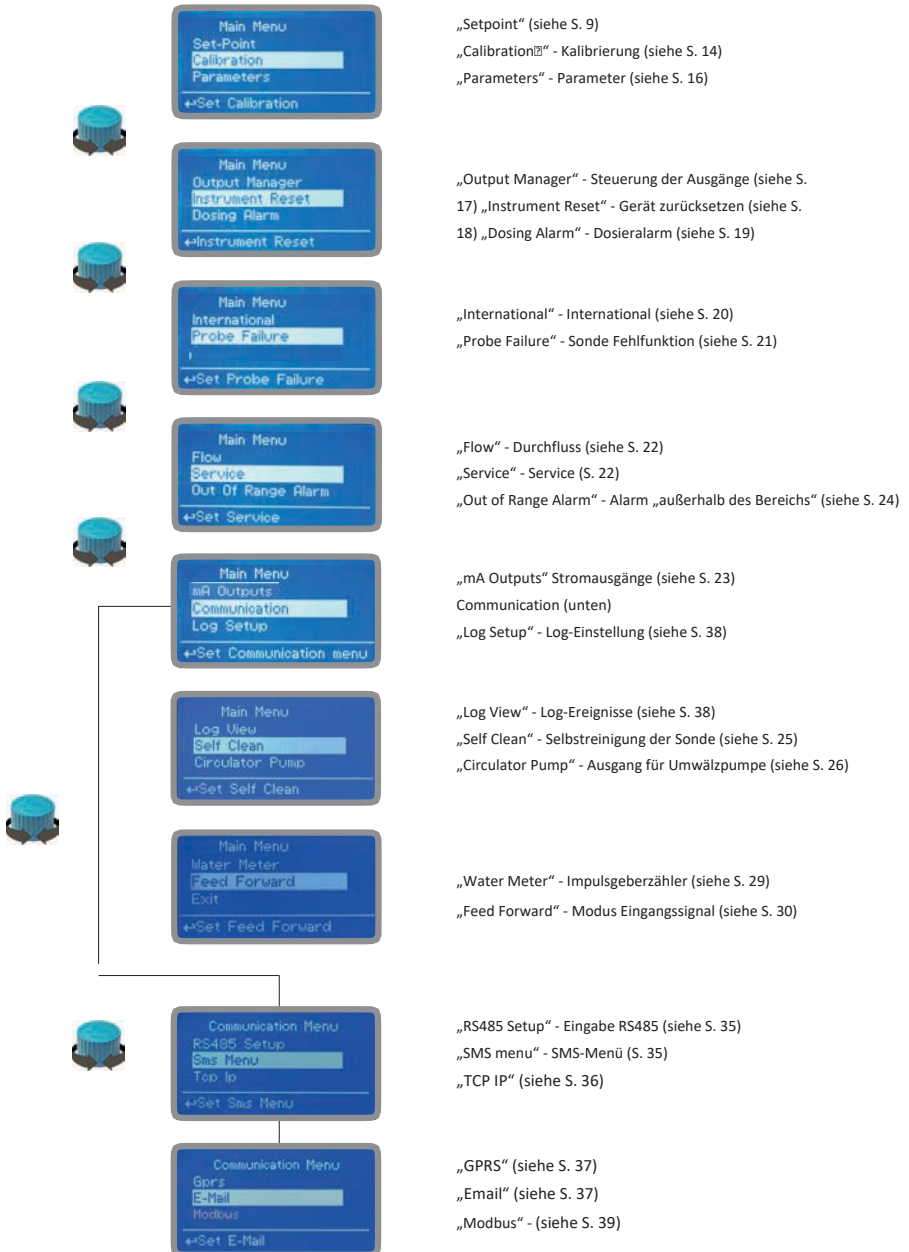 Main Menu
Set-Point
Calibration
Parameters
↵Set Calibration
„Setpoint“ (siehe S. 9)
„Calibration⍰“ - Kalibrierung (siehe S. 14)
„Parameters“ - Parameter (siehe S. 16)
Main Menu
Output Manager
Instrument Reset
Dosing Alarm
↵Instrument Reset
„Output Manager“ - Steuerung der Ausgänge (siehe S.
17) „Instrument Reset“ - Gerät zurücksetzen (siehe S.
18) „Dosing Alarm“ - Dosieralarm (siehe S. 19)
Main Menu
International
Probe Failure
↵Set Probe Failure
„International“ - International (siehe S. 20)
„Probe Failure“ - Sonde Fehlfunktion (siehe S. 21)
Main Menu
Flow
Service
Out Of Range Alarm
↵Set Service
„Flow“ - Durchfluss (siehe S. 22)
„Service“ - Service (S. 22)
„Out of Range Alarm“ - Alarm „außerhalb des Bereichs“ (siehe S. 24)
Main Menu
mA Outputs
Communication
Log Setup
↵Set Communication menu
„mA Outputs“ Stromausgänge (siehe S. 23)
Communication (unten)
„Log Setup“ - Log-Einstellung (siehe S. 38)
Main Menu
Log View
Self Clean
Circulator Pump
↵Set Self Clean
„Log View“ - Log-Ereignisse (siehe S. 38)
„Self Clean“ - Selbstreinigung der Sonde (siehe S. 25)
„Circulator Pump“ - Ausgang für Umwälzpumpe (siehe S. 26)
Main Menu
Water Meter
Feed Forward
Exit
↵Set Feed Forward
„Water Meter“ - Impulsgeberzähler (siehe S. 29)
„Feed Forward“ - Modus Eingangssignal (siehe S. 30)
Communication Menu
RS485 Setup
Sms Menu
Tcp Ip
↵Set Sms Menu
„RS485 Setup“ - Eingabe RS485 (siehe S. 35)
„SMS menu“ - SMS-Menü (S. 35)
„TCP IP“ (siehe S. 36)
Communication Menu
Gprs
E-Mail
Modbus
↵Set E-Mail
„GPRS“ (siehe S. 37)
„Email“ (siehe S. 37)
„Modbus“ - (siehe S. 39)